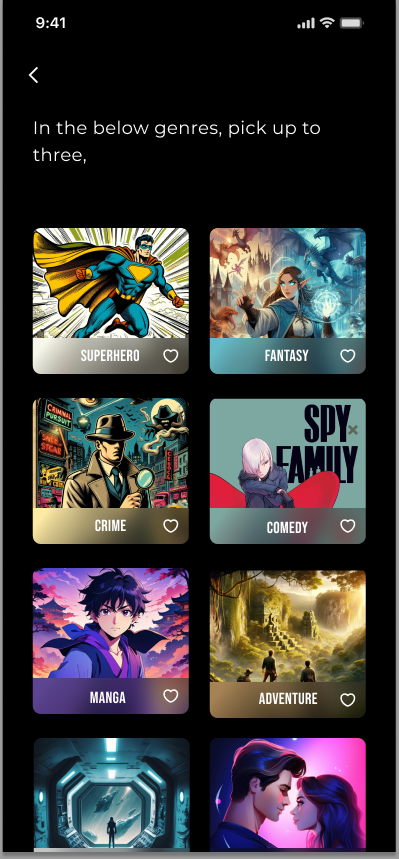 9:41
In the below genres, pick up to
three,
SUPERHERO
FANTASY
CRIMINAL
PURSUIT
SPY
×
FAMILY
CRIME
COMEDY
MANGA
ADVENTURE